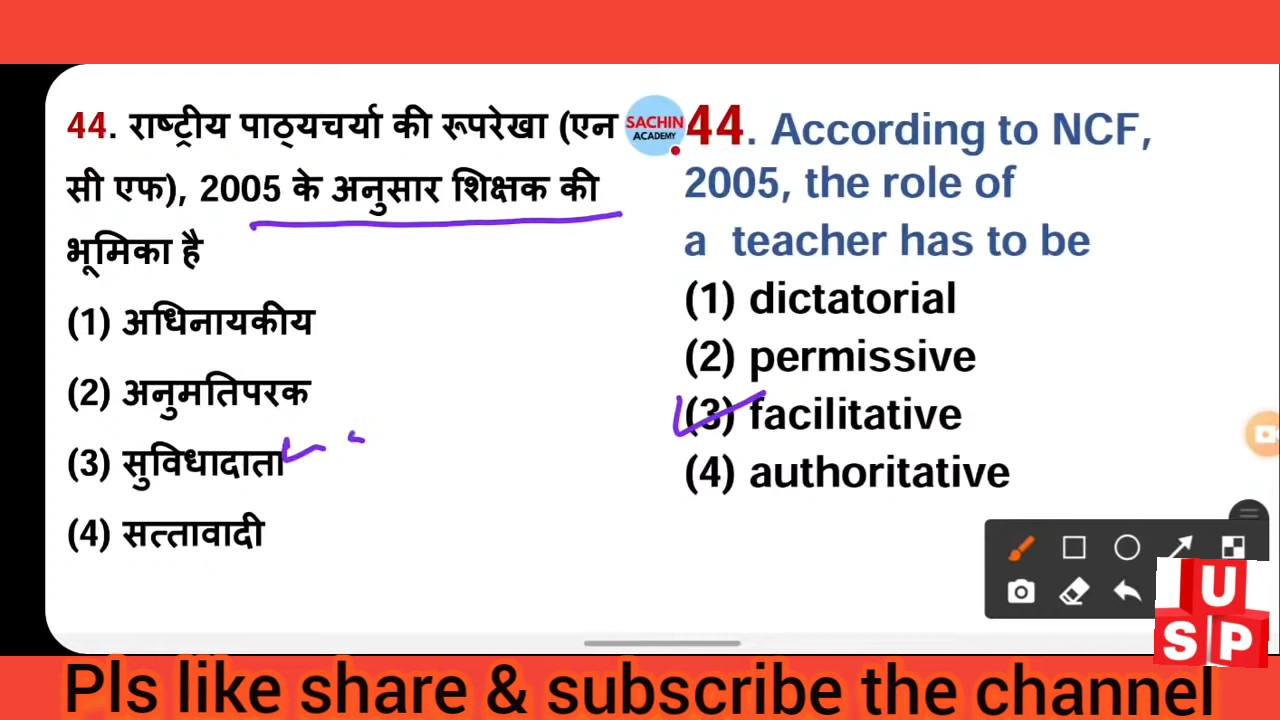 44. राष्ट्रीय पाठ्यचर्या की रूपरेखा (एन
सी एफ), 2005 के अनुसार शिक्षक की
भूमिका है
(1) अधिनायकीय
(2) अनुमतिपरक
(3) सुविधादाता
(4) सत्तावादी
SACHIN
ACADEMY
44. According to NCF,
2005, the role of
a teacher has to be
(1) dictatorial
(2) permissive
(3) facilitative
(4) authoritative
U
S P
Pls like share & subscribe the channel